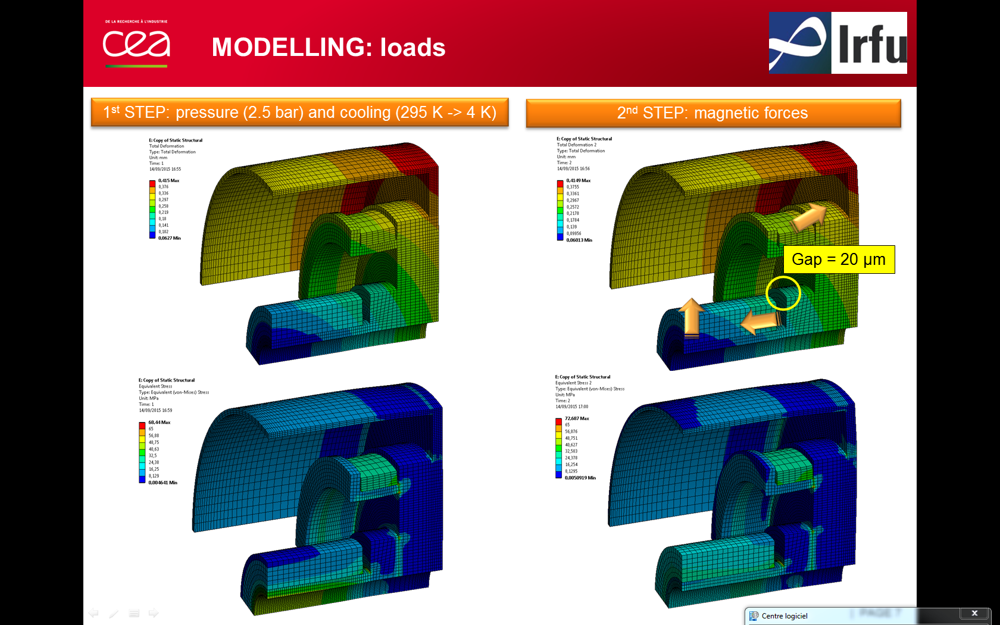 DE LA RECHERCHE À L'INDUSTRIE
cea
MODELLING: loads
Irfu
1st STEP: pressure (2.5 bar) and cooling (295 K -> 4 K)
2nd STEP: magnetic forces
E: Copy of Static Structural
Total Deformation
Type: Total Deformation
Unit: mm
Time: 1
14/09/2015 16:55
0,415 Max
0,376
0,336
0,297
0,258
0,219
0,18
0,141
0,102
0,0627 Min
E: Copy of Static Structural
Total Deformation 2
Type: Total Deformation
Unit: mm
Time: 2
14/09/2015 16:56
0,4149 Max
0,3755
0,3361
0,2967
0,2572
0,2178
0,1784
0,139
0,09956
0,06013 Min
Gap = 20 µm
E: Copy of Static Structural
Equivalent Stress
Type: Equivalent (von-Mises) Stress
Unit: MPa
Time: 1
14/09/2015 16:59
68,44 Max
65
56,88
48,75
40,63
32,5
24,38
16,25
8,129
0,004641 Min
E: Copy of Static Structural
Equivalent Stress 2
Type: Equivalent (von-Mises) Stress
Unit: MPa
Time: 2
14/09/2015 17:00
72,687 Max
65
56,876
48,751
40,627
32,503
24,378
16,254
8,1295
0,0050919 Min
| PAGE 7
Centre logiciel